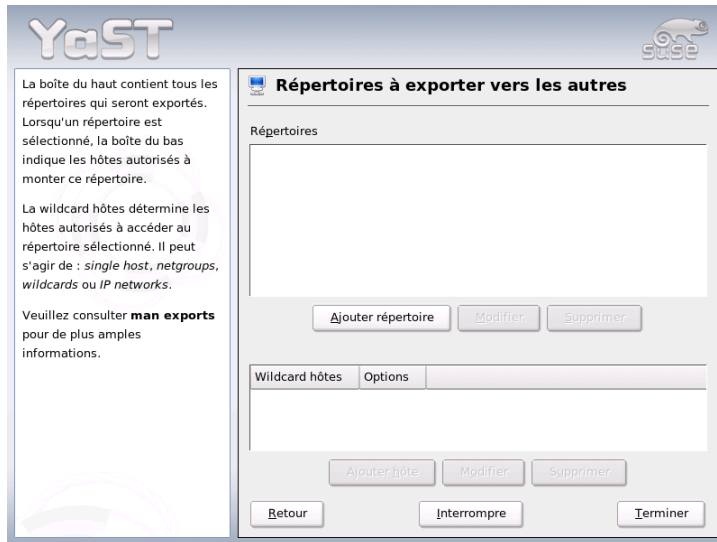 YaST
SUSE
La boîte du haut contient tous les
répertoires qui seront exportés.
Lorsqu'un répertoire est
sélectionné, la boîte du bas
indique les hôtes autorisés à
monter ce répertoire.
La wildcard hôtes détermine les
hôtes autorisés à accéder au
répertoire sélectionné. Il peut
s'agir de : single host, netgroups,
wildcards ou IP networks.
Veuillez consulter man exports
pour de plus amples
informations.
Répertoires à exporter vers les autres
Répertoires
Ajouter répertoire Modifier Supprimer
Wildcard hôtes Options
Ajouter hôte Modifier Supprimer
Retour Interrompre Terminer